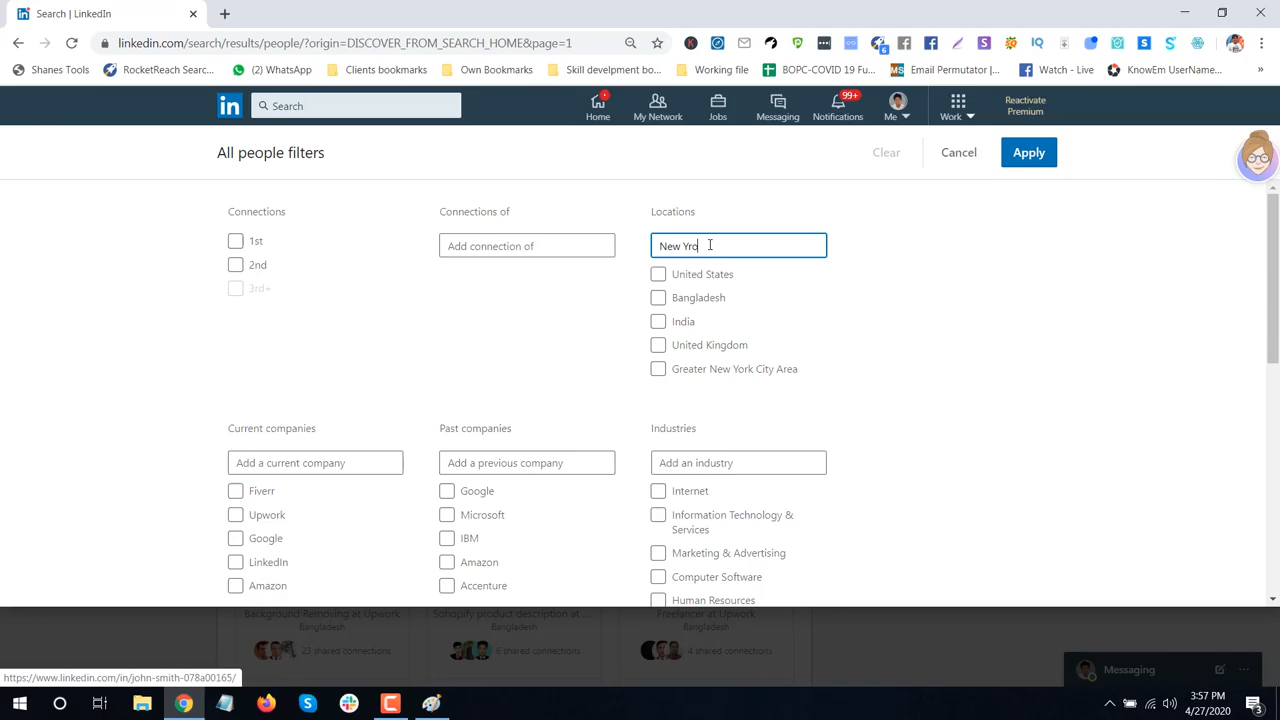 Search | LinkedIn
linkedin.com/search/results/people/?origin=DISCOVER_FROM_SEARCH_HOME&page=1
Shanes Tools
RocketReach Searc...
(2) WhatsApp
Clients bookmarks
Own Bookmarks
Skill develpment bo...
Working file
BOPC-COVID 19 Fu...
Email Permutator |...
Watch - Live
KnowEm UserName...
in
Search
Home
My Network
Jobs
Messaging
99+
Notifications
Me
Work
Reactivate
Premium
All people filters
Clear
Cancel
Apply
Connections
1st
2nd
3rd+
Connections of
Add connection of
Locations
New Yro
United States
Bangladesh
India
United Kingdom
Greater New York City Area
Current companies
Add a current company
Fiverr
Upwork
Google
LinkedIn
Amazon
Past companies
Add a previous company
Google
Microsoft
IBM
Amazon
Accenture
Industries
Add an industry
Internet
Information Technology &
Services
Marketing & Advertising
Computer Software
Human Resources
Background Removing at Upwork
Bangladesh
23 shared connections
Sohopify product description at ...
Bangladesh
6 shared connections
Freelancer at Upwork
Bangladesh
4 shared connections
Messaging
https://www.linkedin.com/in/john-smith-078a00165/
3:57 PM
4/27/2020
3